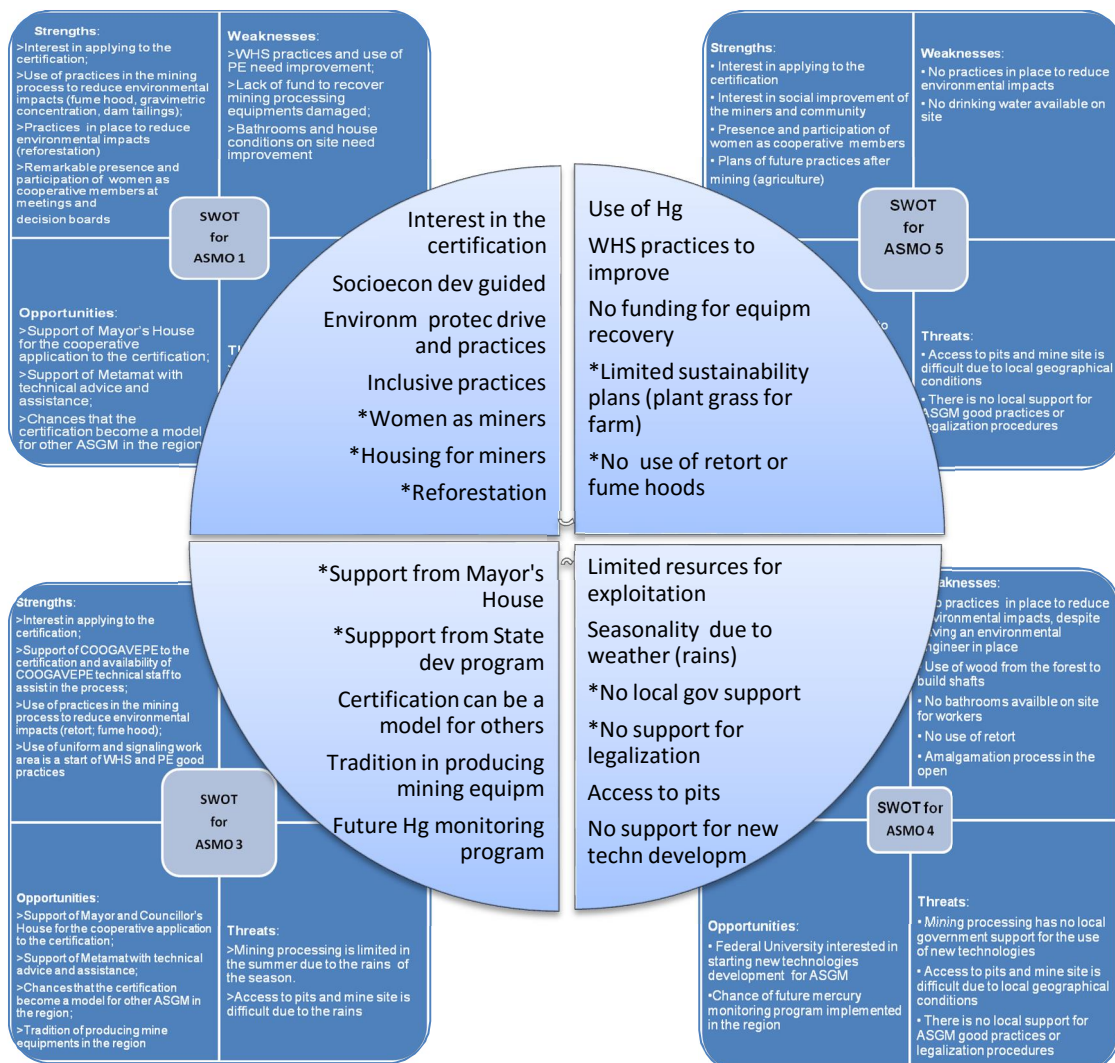 Strengths:
>Interest in applying to the
certification;
>Use of practices in the mining
process to reduce environmental
impacts (fume hood, gravimetric
concentration, dam tailings);
>Practices in place to reduce
environmental impacts
(reforestation)
>Remarkable presence and
participation of women as
cooperative members at
meetings and
decision boards
Weaknesses:
>WHS practices and use of
PE need improvement;
>Lack of fund to recover
mining processing
equipments damaged;
>Bathrooms and house
conditions on site need
improvement
SWOT
for
ASMO 1
Opportunities:
>Support of Mayor's House
for the cooperative
application to the certification;
>Support of Metamat with
technical advice and
assistance;
>Chances that the
certification become a model
for other ASGM in the region
Strengths:
• Interest in applying to the
certification
• Interest in social improvement of
the miners and community
• Presence and participation of
women as cooperative members
• Plans of future practices after
mining (agriculture)
Weaknesses:
• No practices in place to reduce
environmental impacts
• No drinking water available on
site
SWOT
for
ASMO 5
Threats:
• Access to pits and mine site is
difficult due to local geographical
conditions
• There is no local support for
ASGM good practices or
legalization procedures
Interest in the
certification
Socioecon dev guided
Environm protec drive
and practices
Inclusive practices
*Women as miners
*Housing for miners
*Reforestation
Use of Hg
WHS practices to
improve
No funding for equipm
recovery
*Limited sustainability
plans (plant grass for
farm)
*No use of retort or
fume hoods
*Support from Mayor's
House
*Suppport from State
dev program
Certification can be a
model for others
Tradition in producing
mining equipm
Future Hg monitoring
program
Limited resurces for
exploitation
Seasonality due to
weather (rains)
*No local gov support
*No support for
legalization
Access to pits
No support for new
techn developm
Strengths:
>Interest in applying to the
certification;
>Support of COOGAVEPE to the
certification and availability of
COOGAVEPE technical staff to
assist in the process;
>Use of practices in the mining
process to reduce environmental
impacts (retort; fume hood);
>Use of uniform and signaling work
area is a start of WHS and PE good
practices
SWOT
for
ASMO 3
Opportunities:
>Support of Mayor and Councillor's
House for the cooperative application
to the certification;
>Support of Metamat with technical
advice and assistance;
>Chances that the certification
become a model for other ASGM in
the region;
>Tradition of producing mine
equipments in the region
Threats:
>Mining processing is limited in
the summer due to the rains of
the season.
>Access to pits and mine site is
difficult due to the rains
practices in place to reduce
environmental impacts, despite
having an environmental
engineer in place
Use of wood from the forest to
build shafts
• No bathrooms availble on site
for workers
• No use of retort
• Amalgamation process in the
open
SWOT for
ASMO 4
Opportunities:
• Federal University interested in
starting new technologies
development for ASGM
• Chance of future mercury
monitoring program implemented
in the region
Threats:
• Mining processing has no local
government support for the use
of new technologies
• Access to pits and mine site is
difficult due to local geographical
conditions
• There is no local support for
ASGM good practices or
legalization procedures